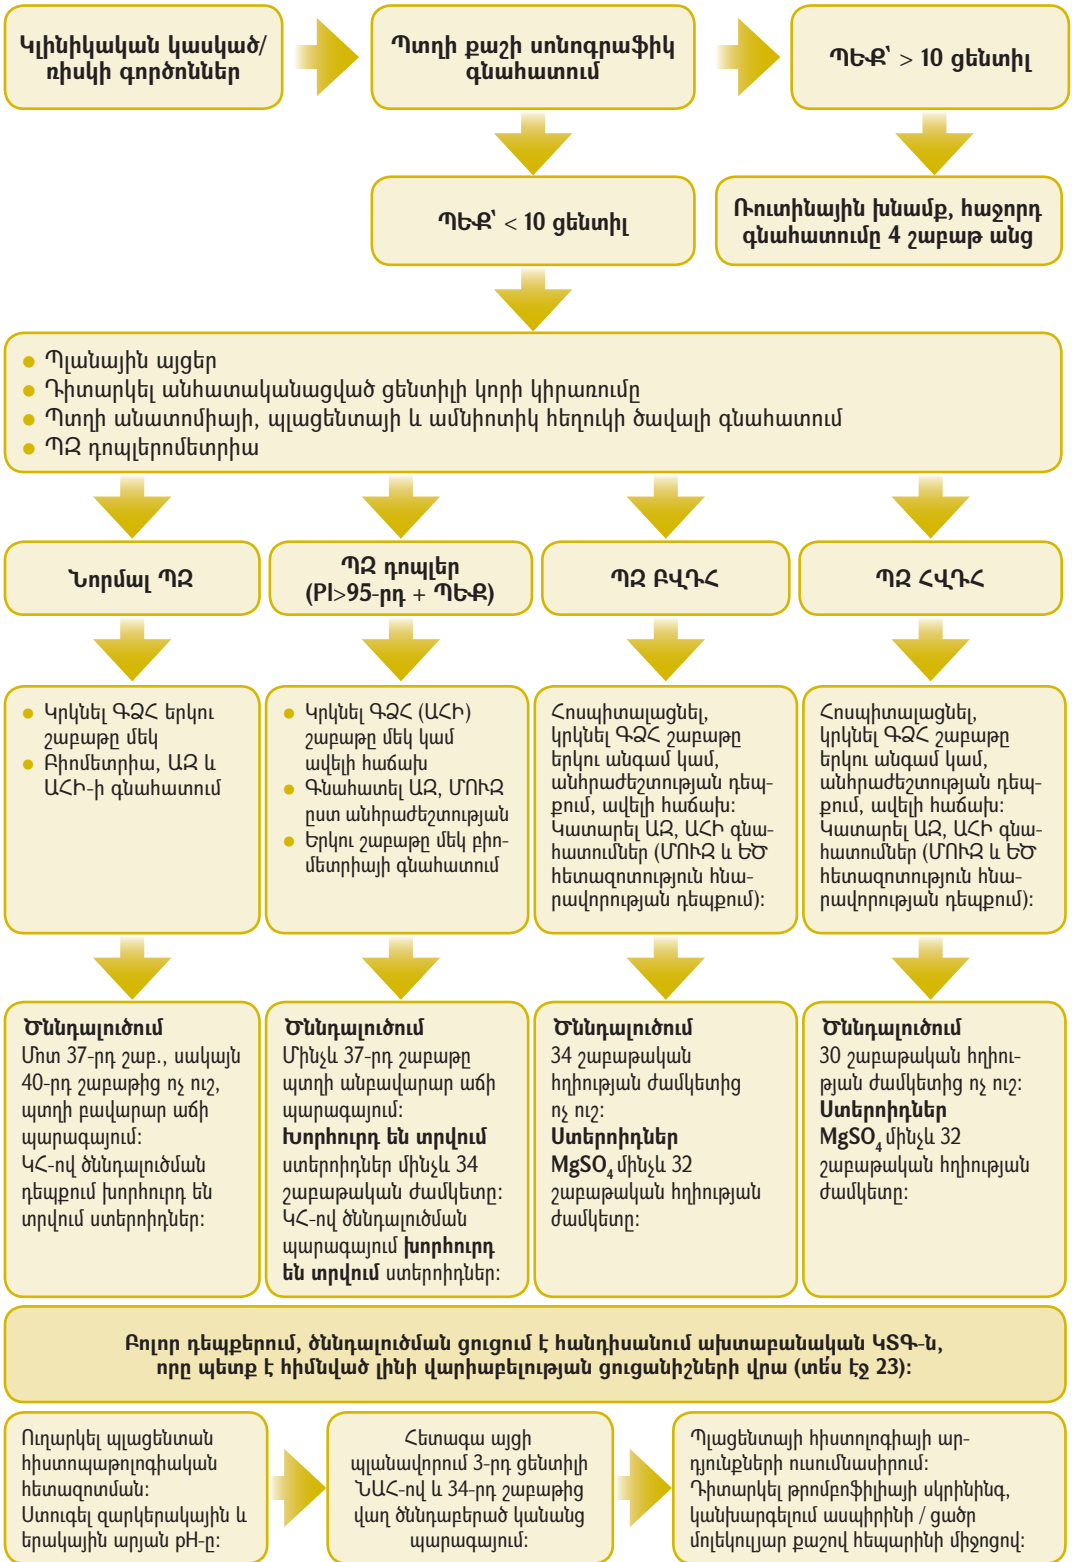 Կլինիկական կասկած/
ռիսկի գործոններ
Պտղի քաշի սոնոգրաֆիկ
գնահատում
ՊԵՔ՝ > 10 ցենտիլ
ՊԵՔ՝ < 10 ցենտիլ
Ռուտինային խնամք, հաջորդ
գնահատումը 4 շաբաթ անց
● Պլանային այցեր
● Դիտարկել անհատականացված ցենտիլի կորի կիրառումը
● Պտղի անատոմիայի, պլացենտայի և ամնիոտիկ հեղուկի ծավալի գնահատում
● ՊԶ դոպլերոմետրիա
Նորմալ ՊԶ
ՊԶ դոպլեր
(PI>95-րդ + ՊԵՔ)
ՊԶ ԲՎԴՀ
ՊԶ ՀՎԴՀ
● Կրկնել ԳՁՀ երկու
շաբաթը մեկ
● Բիոմետրիա, ԱԶ և
ԱՀԻ-ի գնահատում
● Կրկնել ԳՁՀ (ԱՀԻ)
շաբաթը մեկ կամ
ավելի հաճախ
● Գնահատել ԱԶ, ՄՈՒԶ
ըստ անհրաժեշտության
● Երկու շաբաթը մեկ բիո-
մետրիայի գնահատում
Հոսպիտալացնել,
կրկնել ԳՁՀ շաբաթը
երկու անգամ կամ,
անհրաժեշտության դեպ-
քում, ավելի հաճախ:
Կատարել ԱԶ, ԱՀԻ գնա-
հատումներ (ՄՈՒԶ և ԵԾ
հետազոտություն հնա-
րավորության դեպքում):
Հոսպիտալացնել,
կրկնել ԳՁՀ շաբաթը
երկու անգամ կամ,
անհրաժեշտության դեպ-
քում, ավելի հաճախ:
Կատարել ԱԶ, ԱՀԻ գնա-
հատումներ (ՄՈՒԶ և ԵԾ
հետազոտություն հնա-
րավորության դեպքում):
Ծննդալուծում
Մոտ 37-րդ շաբ., սակայն
40-րդ շաբաթից ոչ ուշ,
պտղի բավարար աճի
պարագայում:
ԿՀ-ով ծննդալուծման
դեպքում խորհուրդ են
տրվում ստերոիդներ:
Ծննդալուծում
Մինչև 37-րդ շաբաթը
պտղի անբավարար աճի
պարագայում:
Խորհուրդ են տրվում
ստերոիդներ մինչև 34
շաբաթական ժամկետը:
ԿՀ-ով ծննդալուծման
պարագայում խորհուրդ
են տրվում ստերոիդներ:
Ծննդալուծում
34 շաբաթական
հղիության ժամկետից
ոչ ուշ:
Ստերոիդներ
MgSO₄ մինչև 32
շաբաթական հղիության
ժամկետը:
Ծննդալուծում
30 շաբաթական հղիու-
թյան ժամկետից ոչ ուշ:
Ստերոիդներ
MgSO₄ մինչև 32
շաբաթական հղիության
ժամկետը:
Բոլոր դեպքերում, ծննդալուծման ցուցում է հանդիսանում ախտաբանական ԿՏԳ-ն,
որը պետք է հիմնված լինի վարիաբելության ցուցանիշների վրա (տե՛ս էջ 23):
Ուղարկել պլացենտան
հիստոպաթոլոգիական
հետազոտման:
Ստուգել զարկերակային և
երակային արյան pH-ը:
Հետագա այցի
պլանավորում 3-րդ ցենտիլի
ՆԱՀ-ով և 34-րդ շաբաթից
վաղ ծննդաբերած կանանց
պարագայում:
Պլացենտայի հիստոլոգիայի ար-
դյունքների ուսումնասիրում:
Դիտարկել թրոմբոֆիլիայի սկրինինգ,
կանխարգելում ասպիրինի / ցածր
մոլեկուլյար քաշով հեպարինի միջոցով: